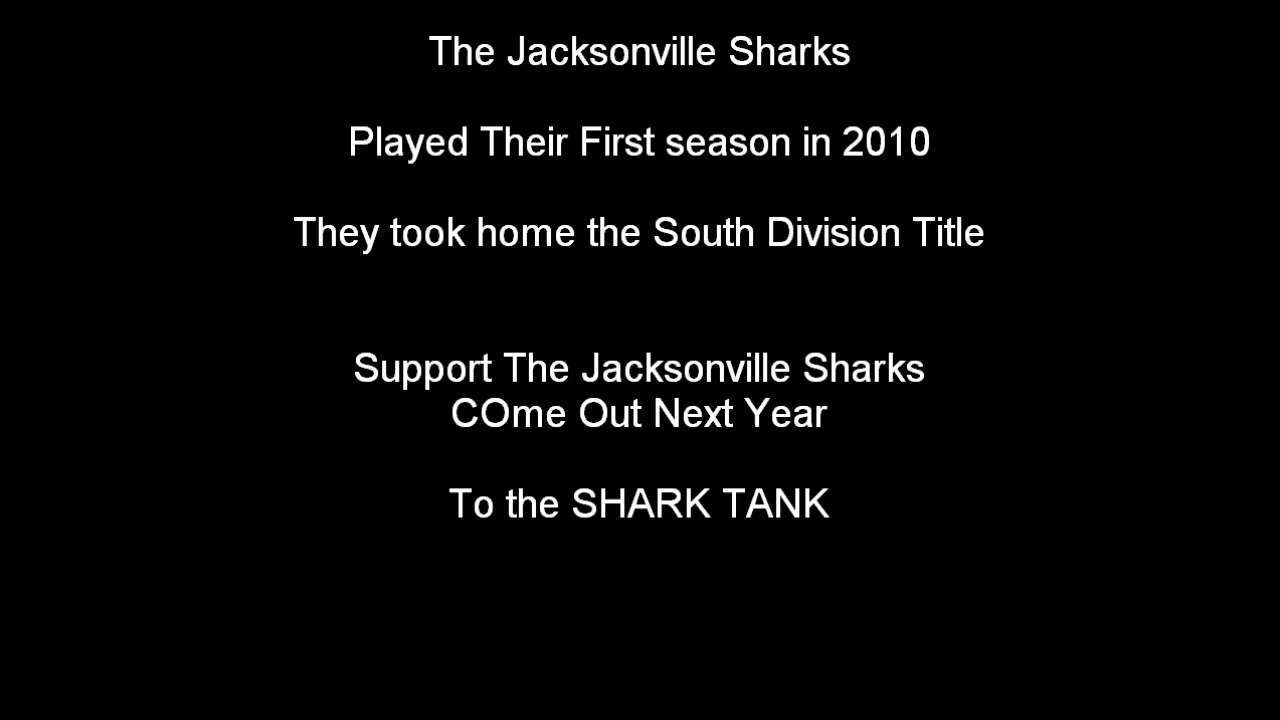 The Jacksonville Sharks
Played Their First season in 2010
They took home the South Division Title
Support The Jacksonville Sharks
COme Out Next Year
To the SHARK TANK